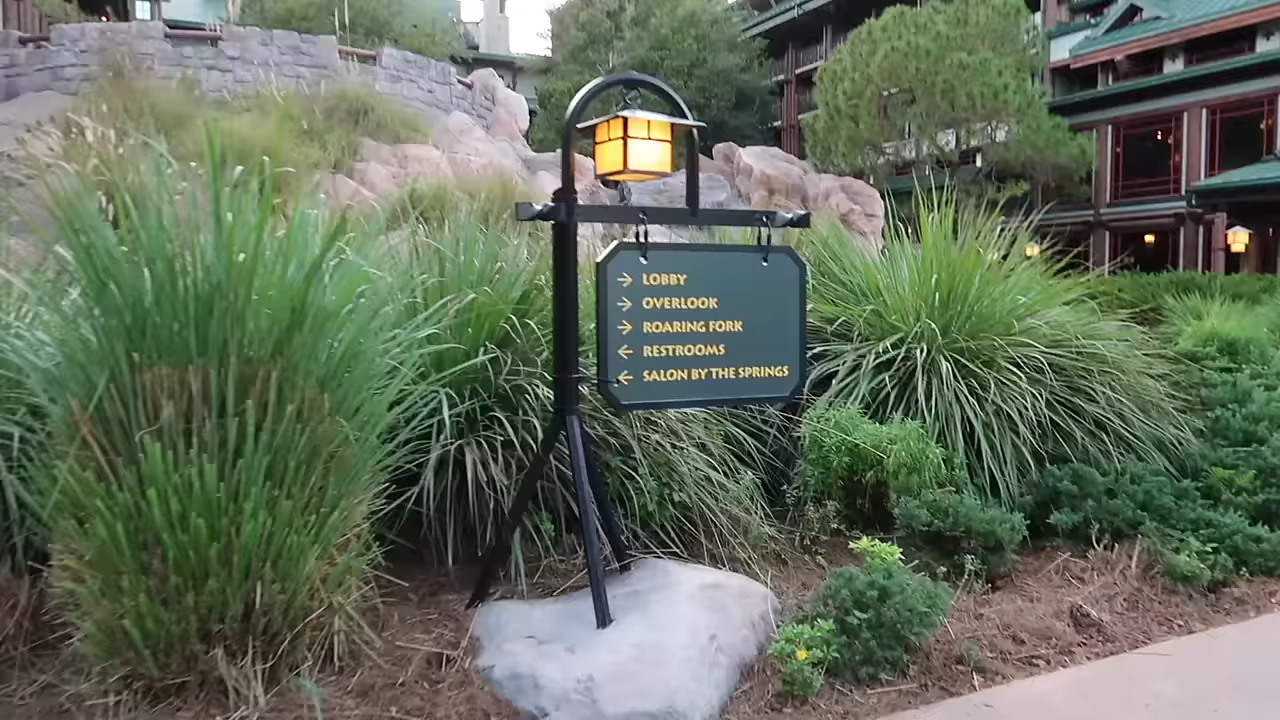 → LOBBY
→ OVERLOOK
→ ROARING FORK
← RESTROOMS
← SALON BY THE SPRINGS